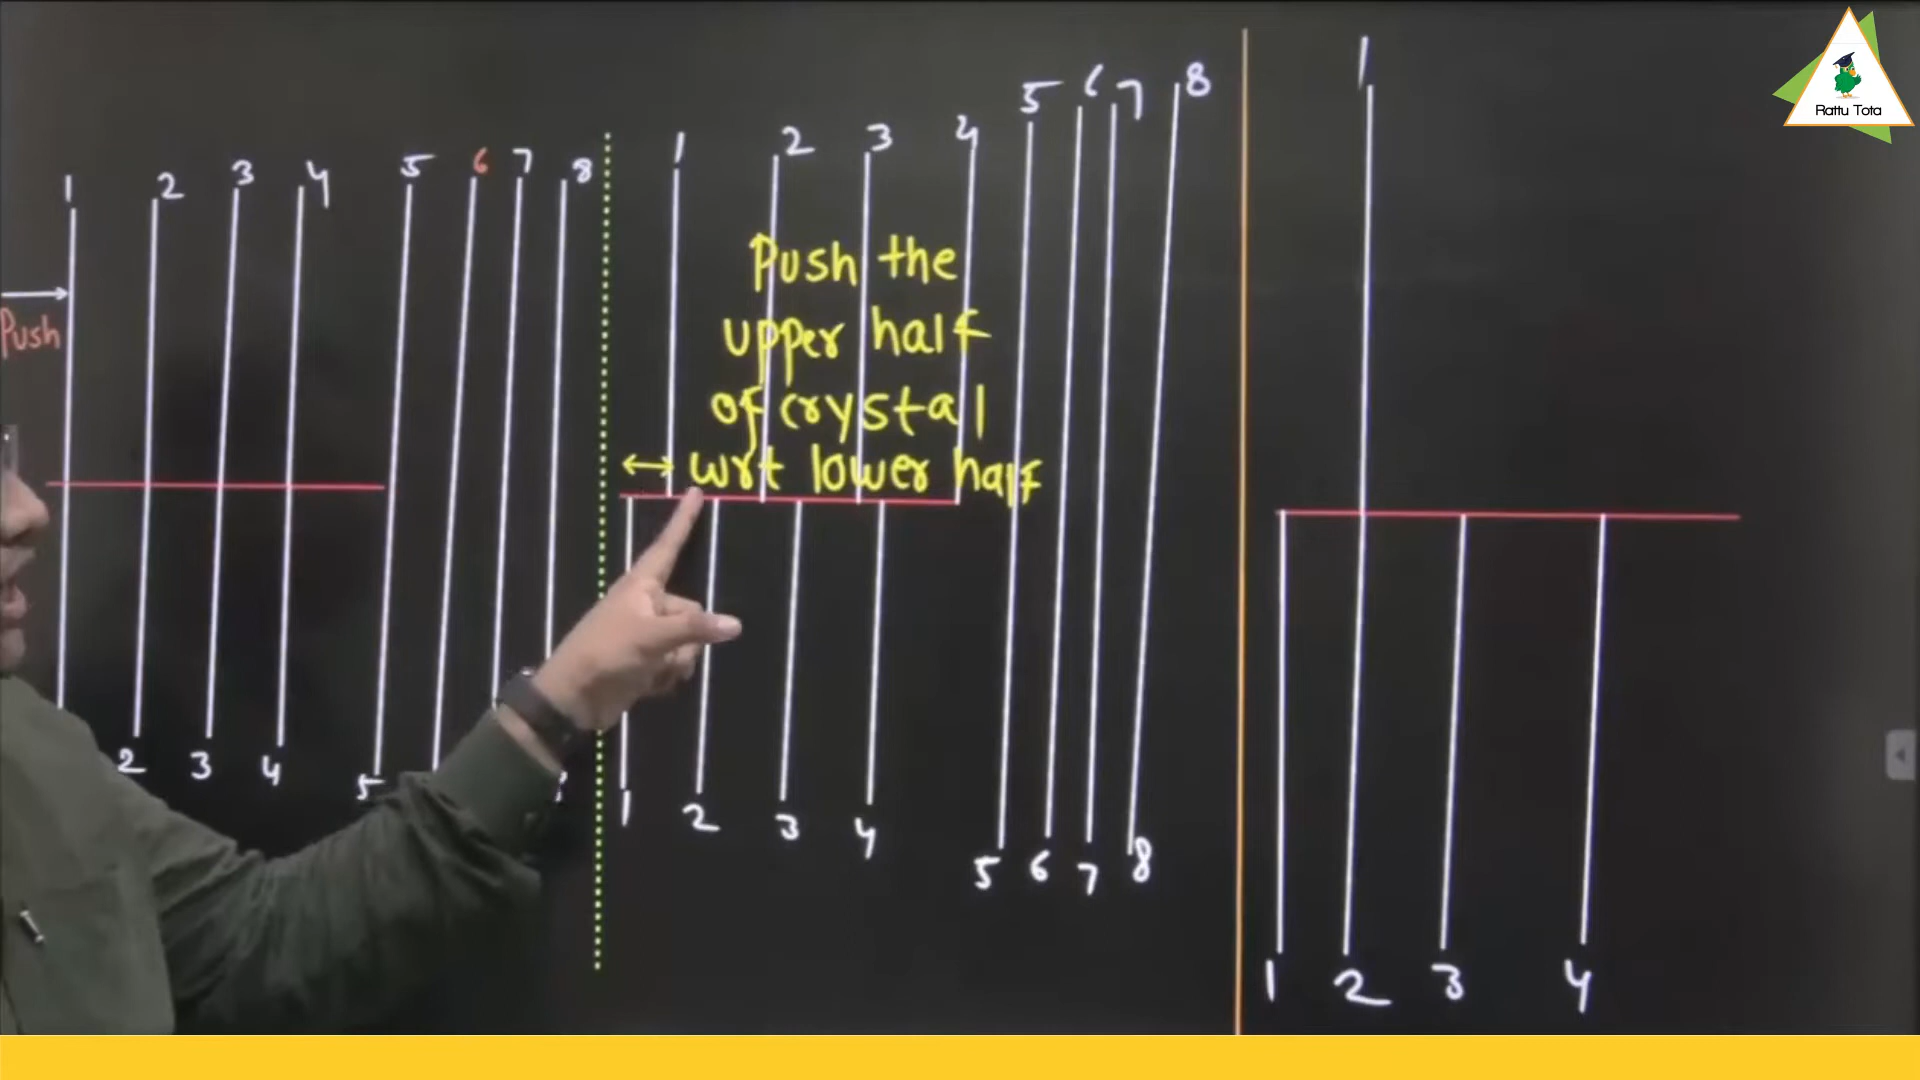 1 2 3 4 5 6 7 8
Push
2 3 4 5
1 2 3 4 5 6 7 8
Push the
upper half
of crystal
wrt lower half
1 2 3 4 5 6 7 8
1
1 2 3 4
Rattu Tota